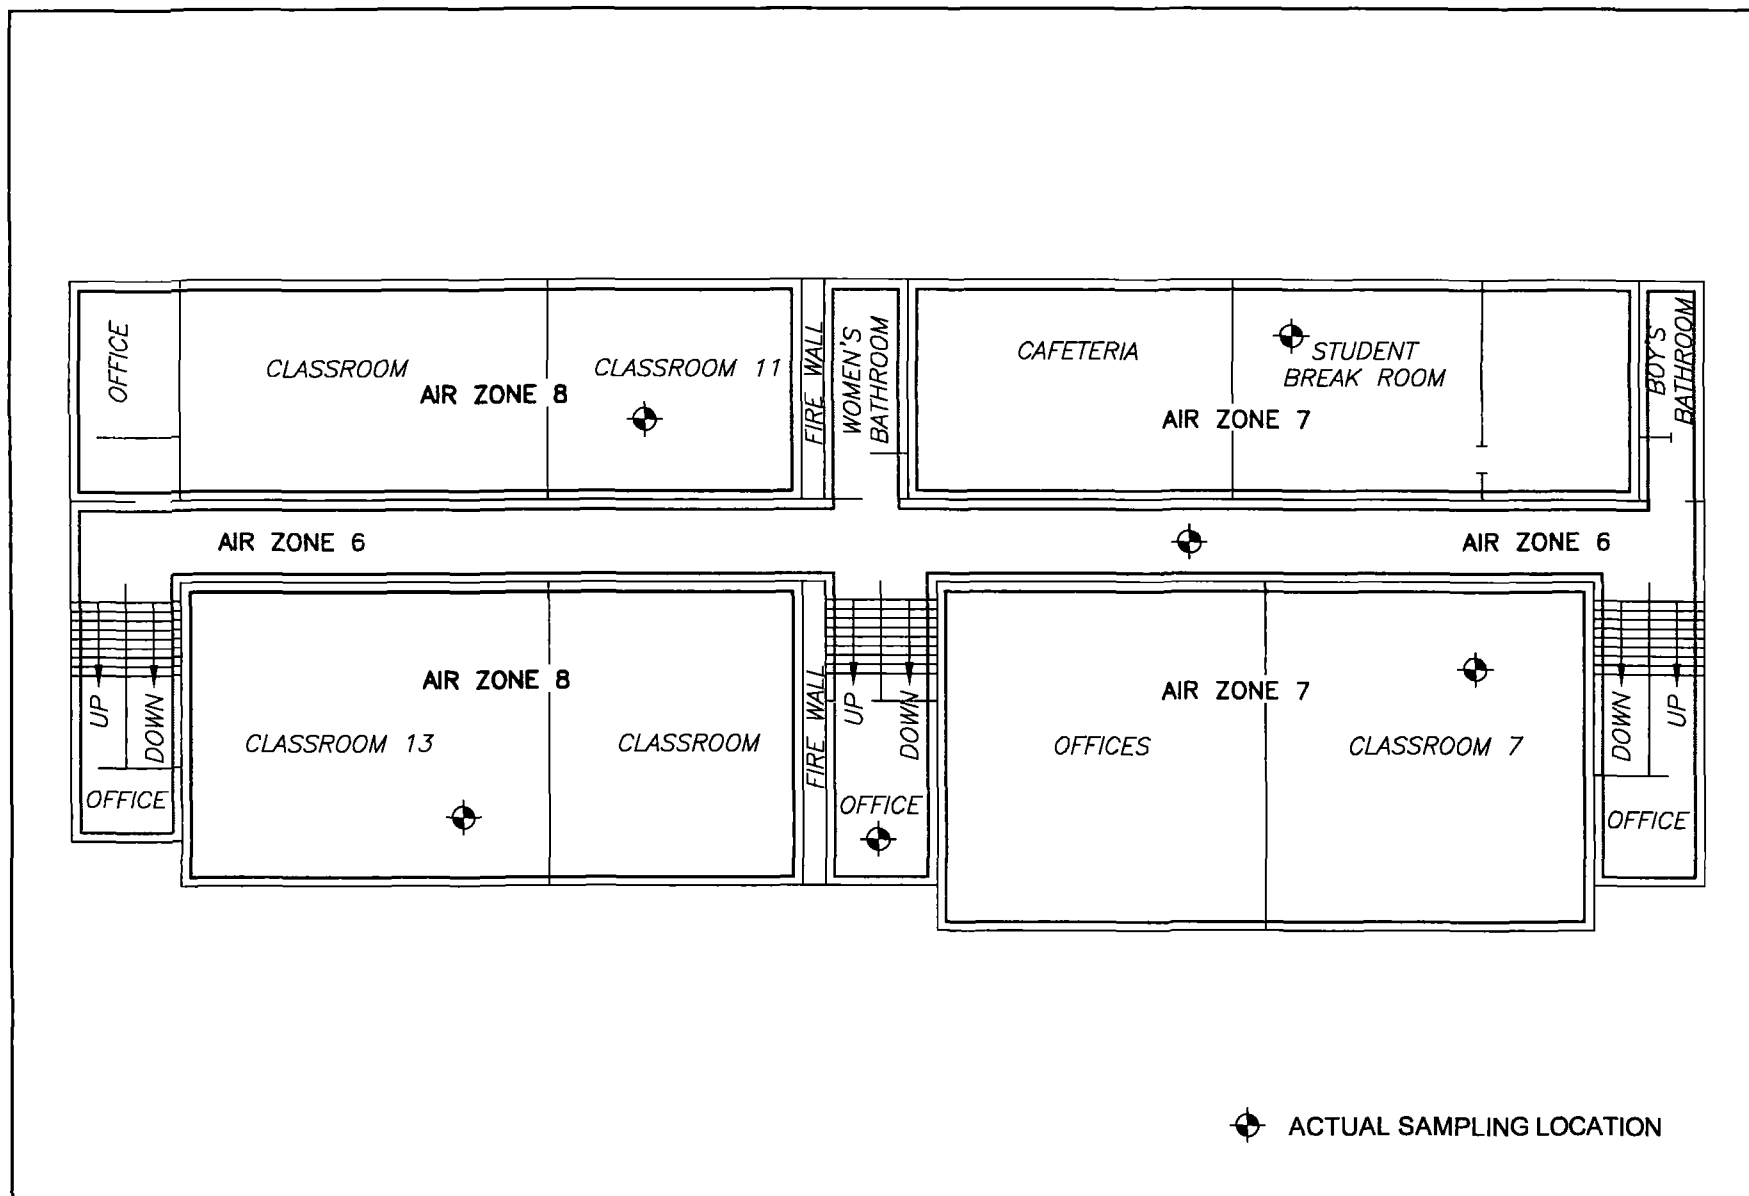 OFFICE
CLASSROOM
AIR ZONE 8
CLASSROOM 11
FIRE WALL
WOMEN'S
BATHROOM
CAFETERIA
STUDENT
BREAK ROOM
AIR ZONE 7
BOY'S
BATHROOM
AIR ZONE 6
AIR ZONE 6
UP
DOWN
OFFICE
AIR ZONE 8
CLASSROOM 13
CLASSROOM
FIRE WALL
UP
DOWN
OFFICE
AIR ZONE 7
OFFICES
CLASSROOM 7
DOWN
UP
OFFICE
ACTUAL SAMPLING LOCATION